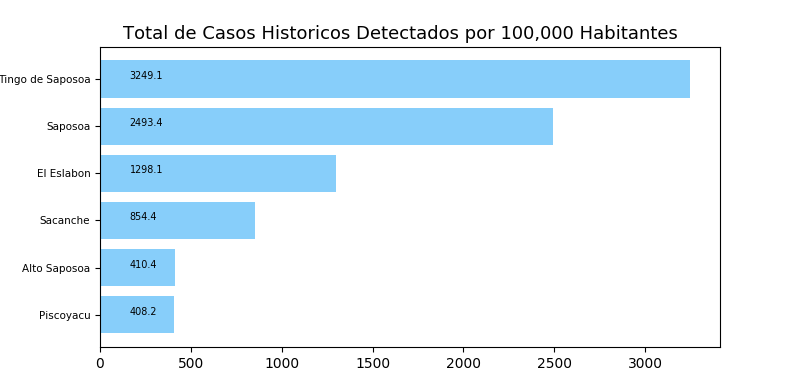 Total de Casos Historicos Detectados por 100,000 Habitantes
Tingo de Saposoa 3249.1
Saposoa 2493.4
El Eslabon 1298.1
Sacanche 854.4
Alto Saposoa 410.4
Piscoyacu 408.2
0 500 1000 1500 2000 2500 3000